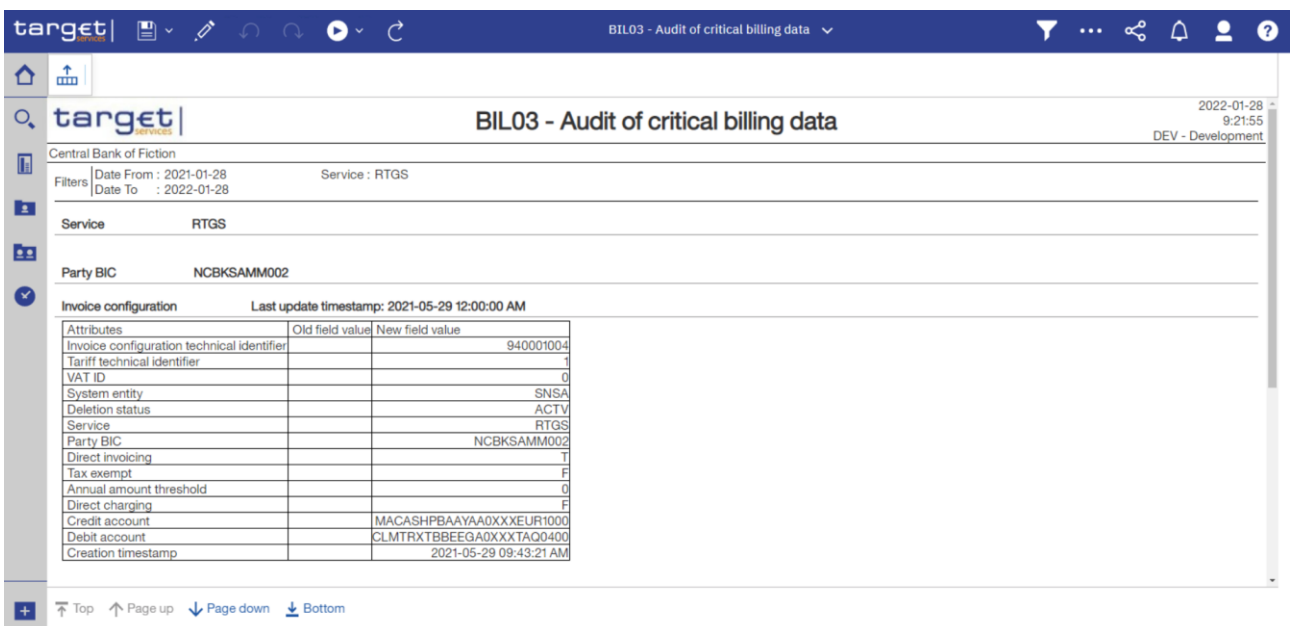 target services BIL03 - Audit of critical billing data
target services BIL03 - Audit of critical billing data 2022-01-28
9:21:55
DEV - Development
Central Bank of Fiction
Filters Date From : 2021-01-28 Service : RTGS
Date To : 2022-01-28
Service RTGS
Party BIC NCBKSAMM002
Invoice configuration Last update timestamp: 2021-05-29 12:00:00 AM
Attributes Old field value New field value
Invoice configuration technical identifier 940001004
Tariff technical identifier 1
VAT ID 0
System entity SNSA
Deletion status ACTV
Service RTGS
Party BIC NCBKSAMM002
Direct invoicing T
Tax exempt F
Annual amount threshold 0
Direct charging F
Credit account MACASHPBAAYAA0XXXEUR1000
Debit account CLMTRXTBBEEGA0XXXTAQ0400
Creation timestamp 2021-05-29 09:43:21 AM
Top Page up Page down Bottom